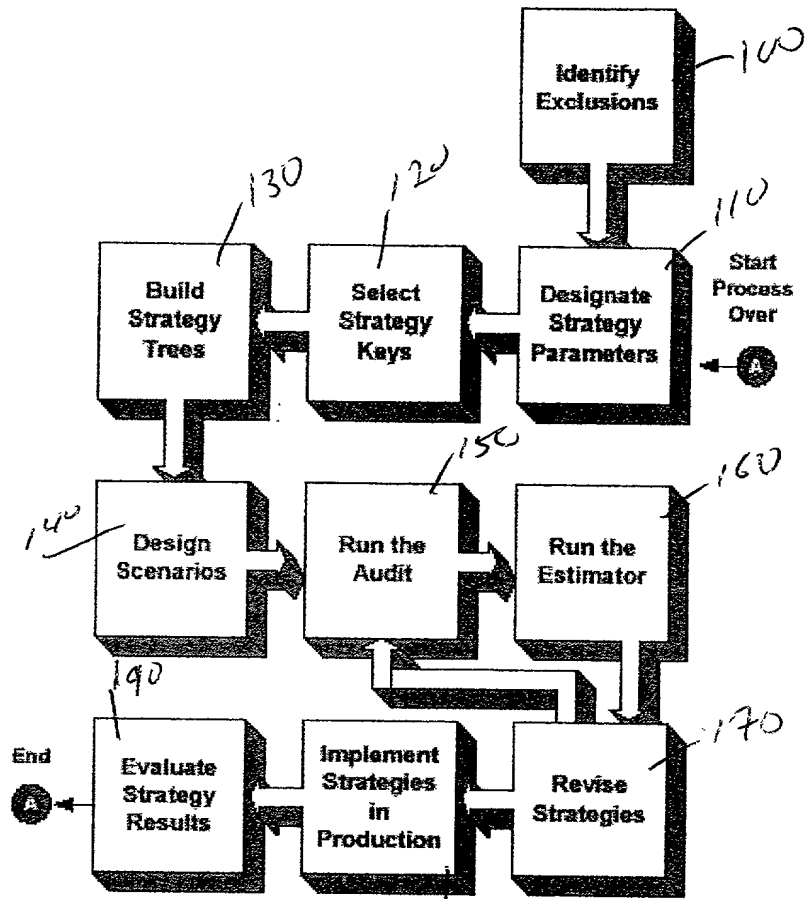 Identify
Exclusions
100
130
120
110
Build
Strategy
Trees
Select
Strategy
Keys
Designate
Strategy
Parameters
Start
Process
Over
A
150
160
140
Design
Scenarios
Run the
Audit
Run the
Estimator
190
170
End
A
Evaluate
Strategy
Results
Implement
Strategies
in
Production
Revise
Strategies